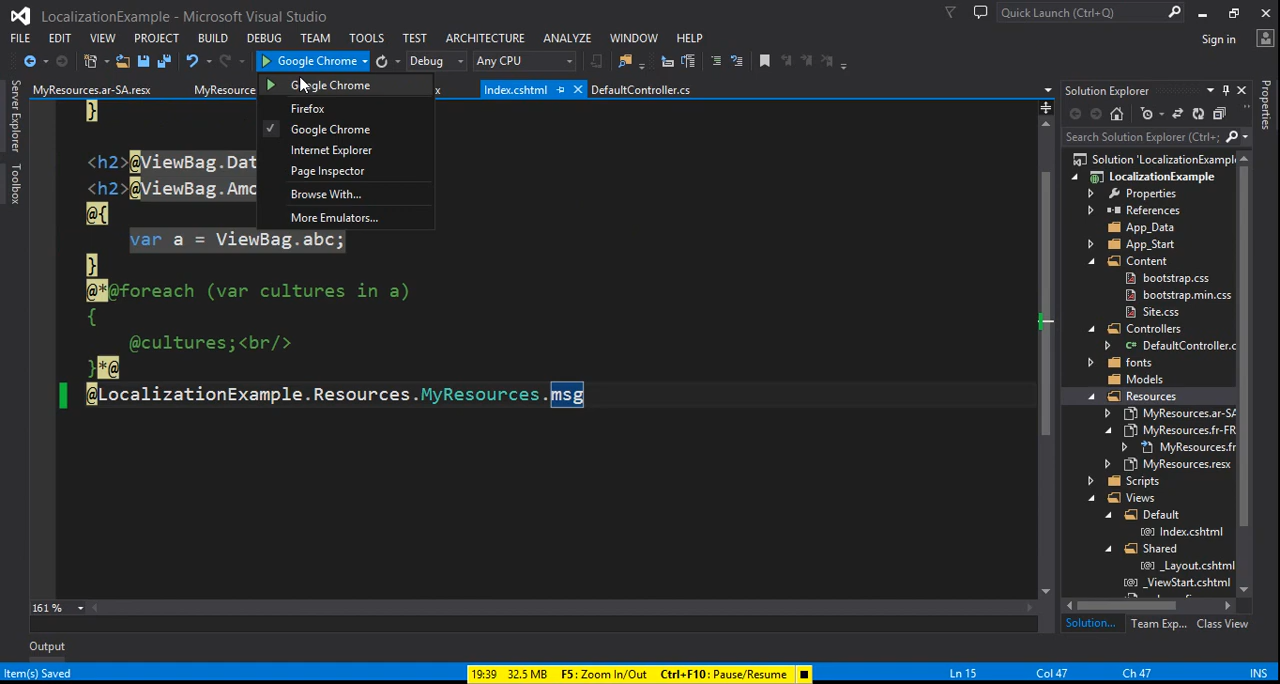 LocalizationExample - Microsoft Visual Studio
Quick Launch (Ctrl+Q)
FILE EDIT VIEW PROJECT BUILD DEBUG TEAM TOOLS TEST ARCHITECTURE ANALYZE WINDOW HELP
Sign in
Google Chrome Debug Any CPU
MyResources.ar-SA.resx MyResource x Index.cshtml DefaultController.cs
Google Chrome
Firefox
Google Chrome
Internet Explorer
Page Inspector
Browse With...
More Emulators...
Server Explorer
Toolbox
}
<h2>@ViewBag.Dat
<h2>@ViewBag.Amo
@{
var a = ViewBag.abc;
}
@*@foreach (var cultures in a)
{
@cultures;<br/>
}*@
@LocalizationExample.Resources.MyResources.msg
161 %
Output
Solution Explorer
Search Solution Explorer (Ctrl
Solution 'LocalizationExample
LocalizationExample
Properties
References
App_Data
App_Start
Content
bootstrap.css
bootstrap.min.css
Site.css
Controllers
DefaultController.c
fonts
Models
Resources
MyResources.ar-SA
MyResources.fr-FR
MyResources.fr
MyResources.resx
Scripts
Views
Default
Index.cshtml
Shared
_Layout.cshtml
_ViewStart.cshtml
Solution... Team Exp... Class View
Properties
Item(s) Saved
19:39 32.5 MB F5: Zoom In/Out Ctrl+F10: Pause/Resume
Ln 15 Col 47 Ch 47 INS